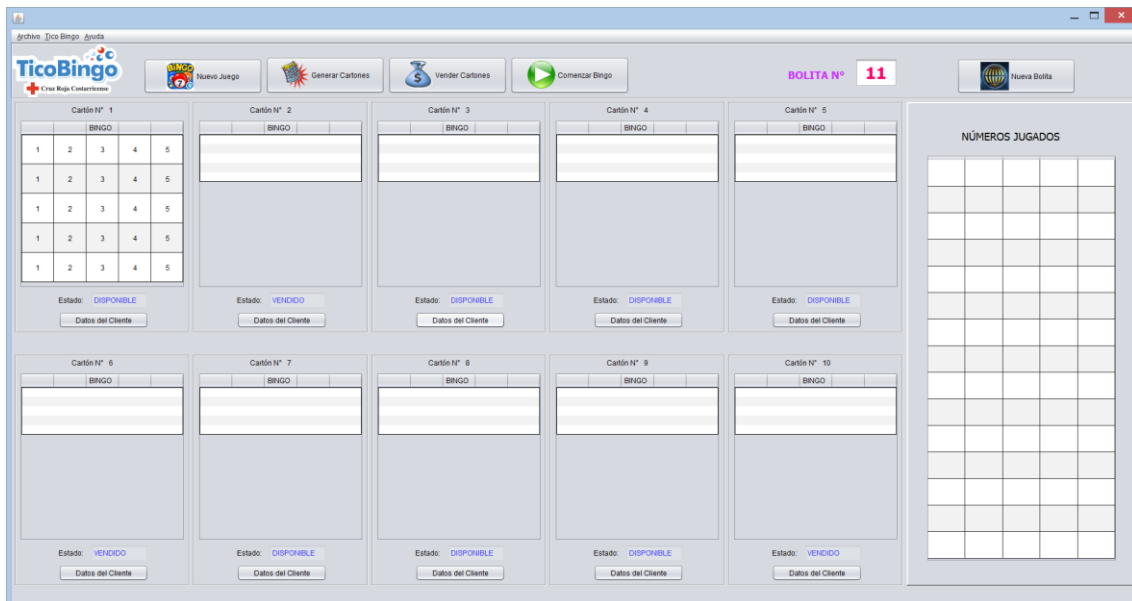 Archivo Tico Bingo Ayuda
TicoBingo
Cruz Roja Costarricense
Nuevo Juego
Generar Cartones
Vender Cartones
Comenzar Bingo
BOLITA N° 11
Nueva Bolita
Cartón N° 1
BINGO
1 2 3 4 5
1 2 3 4 5
1 2 3 4 5
1 2 3 4 5
1 2 3 4 5
Estado: DISPONIBLE
Datos del Cliente
Cartón N° 2
BINGO
Estado: VENDIDO
Datos del Cliente
Cartón N° 3
BINGO
Estado: DISPONIBLE
Datos del Cliente
Cartón N° 4
BINGO
Estado: DISPONIBLE
Datos del Cliente
Cartón N° 5
BINGO
Estado: DISPONIBLE
Datos del Cliente
Cartón N° 6
BINGO
Estado: VENDIDO
Datos del Cliente
Cartón N° 7
BINGO
Estado: DISPONIBLE
Datos del Cliente
Cartón N° 8
BINGO
Estado: DISPONIBLE
Datos del Cliente
Cartón N° 9
BINGO
Estado: DISPONIBLE
Datos del Cliente
Cartón N° 10
BINGO
Estado: VENDIDO
Datos del Cliente
NÚMEROS JUGADOS